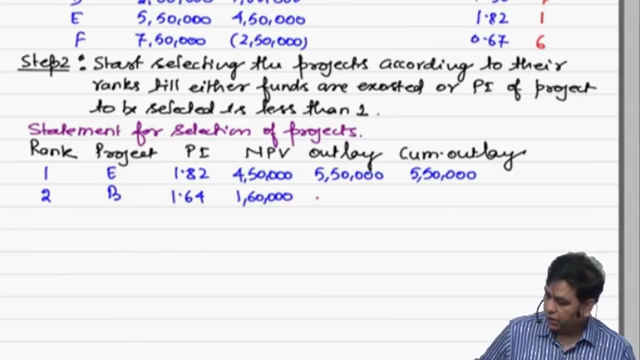 E 5,50,000 4,50,000 1.82 1
F 7,50,000 (2,50,000) 0.67 6
Step2: Start selecting the projects according to their
ranks till either funds are exosted or PI of project
to be selected is less than 1.
Statement for selection of projects.
Rank Project PI NPV outlay Cum.outlay
1 E 1.82 4,50,000 5,50,000 5,50,000
2 B 1.64 1,60,000